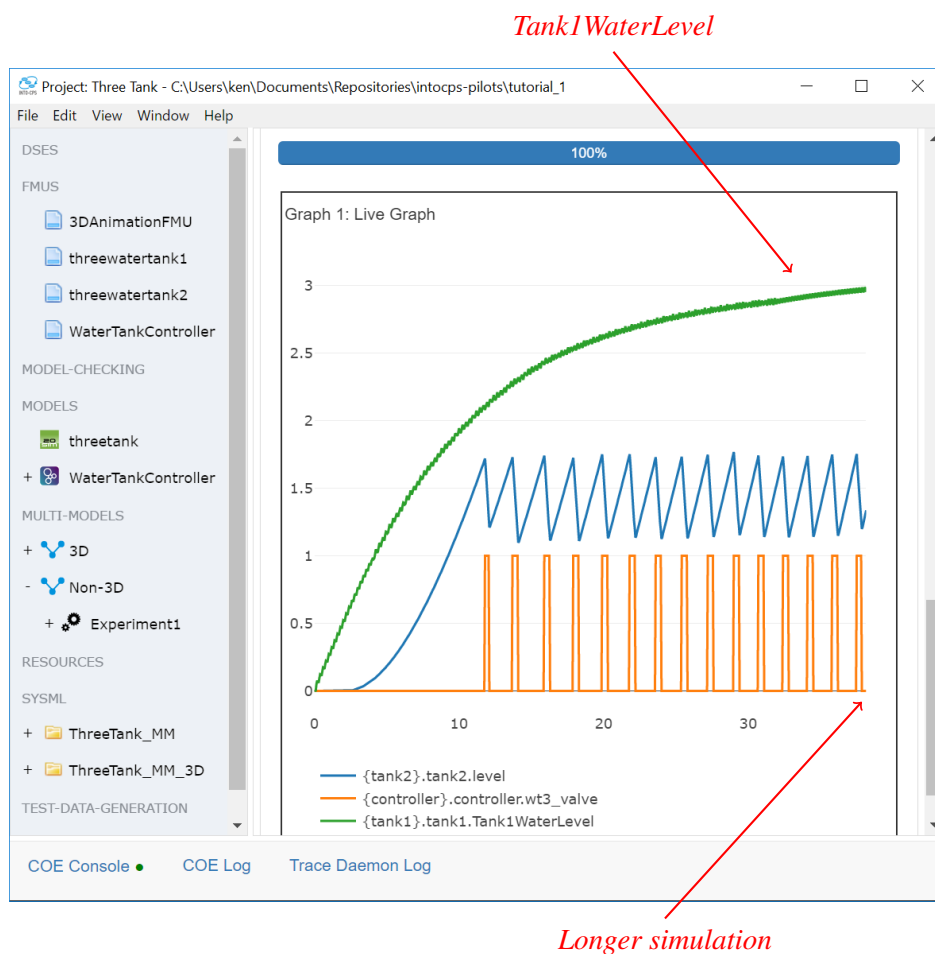 Tank1WaterLevel
Project: Three Tank - C:\Users\ken\Documents\Repositories\intocps-pilots\tutorial_1
File Edit View Window Help
DSES
FMUS
3DAnimationFMU
threewatertank1
threewatertank2
WaterTankController
MODEL-CHECKING
MODELS
threetank
+ WaterTankController
MULTI-MODELS
+ 3D
- Non-3D
+ Experiment1
RESOURCES
SYSML
+ ThreeTank_MM
+ ThreeTank_MM_3D
TEST-DATA-GENERATION
100%
Graph 1: Live Graph
3
2.5
2
1.5
1
0.5
0
0 10 20 30
{tank2}.tank2.level
{controller}.controller.wt3_valve
{tank1}.tank1.Tank1WaterLevel
COE Console COE Log Trace Daemon Log
Longer simulation